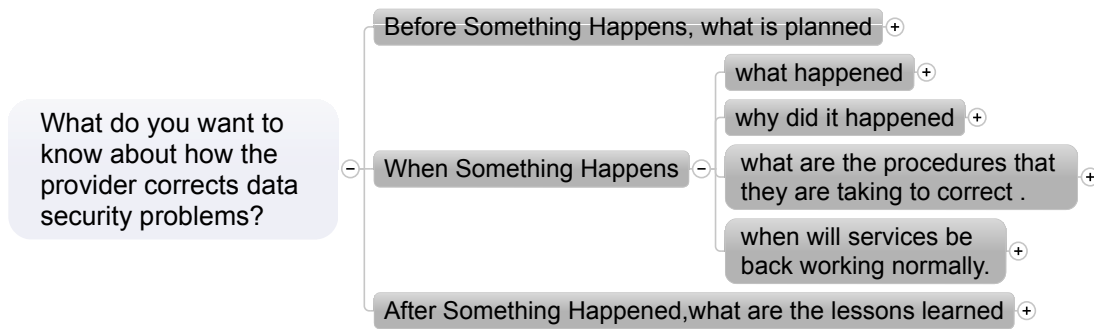 What do you want to
know about how the
provider corrects data
security problems?
Before Something Happens, what is planned
When Something Happens
what happened
why did it happened
what are the procedures that
they are taking to correct .
when will services be
back working normally.
After Something Happened,what are the lessons learned